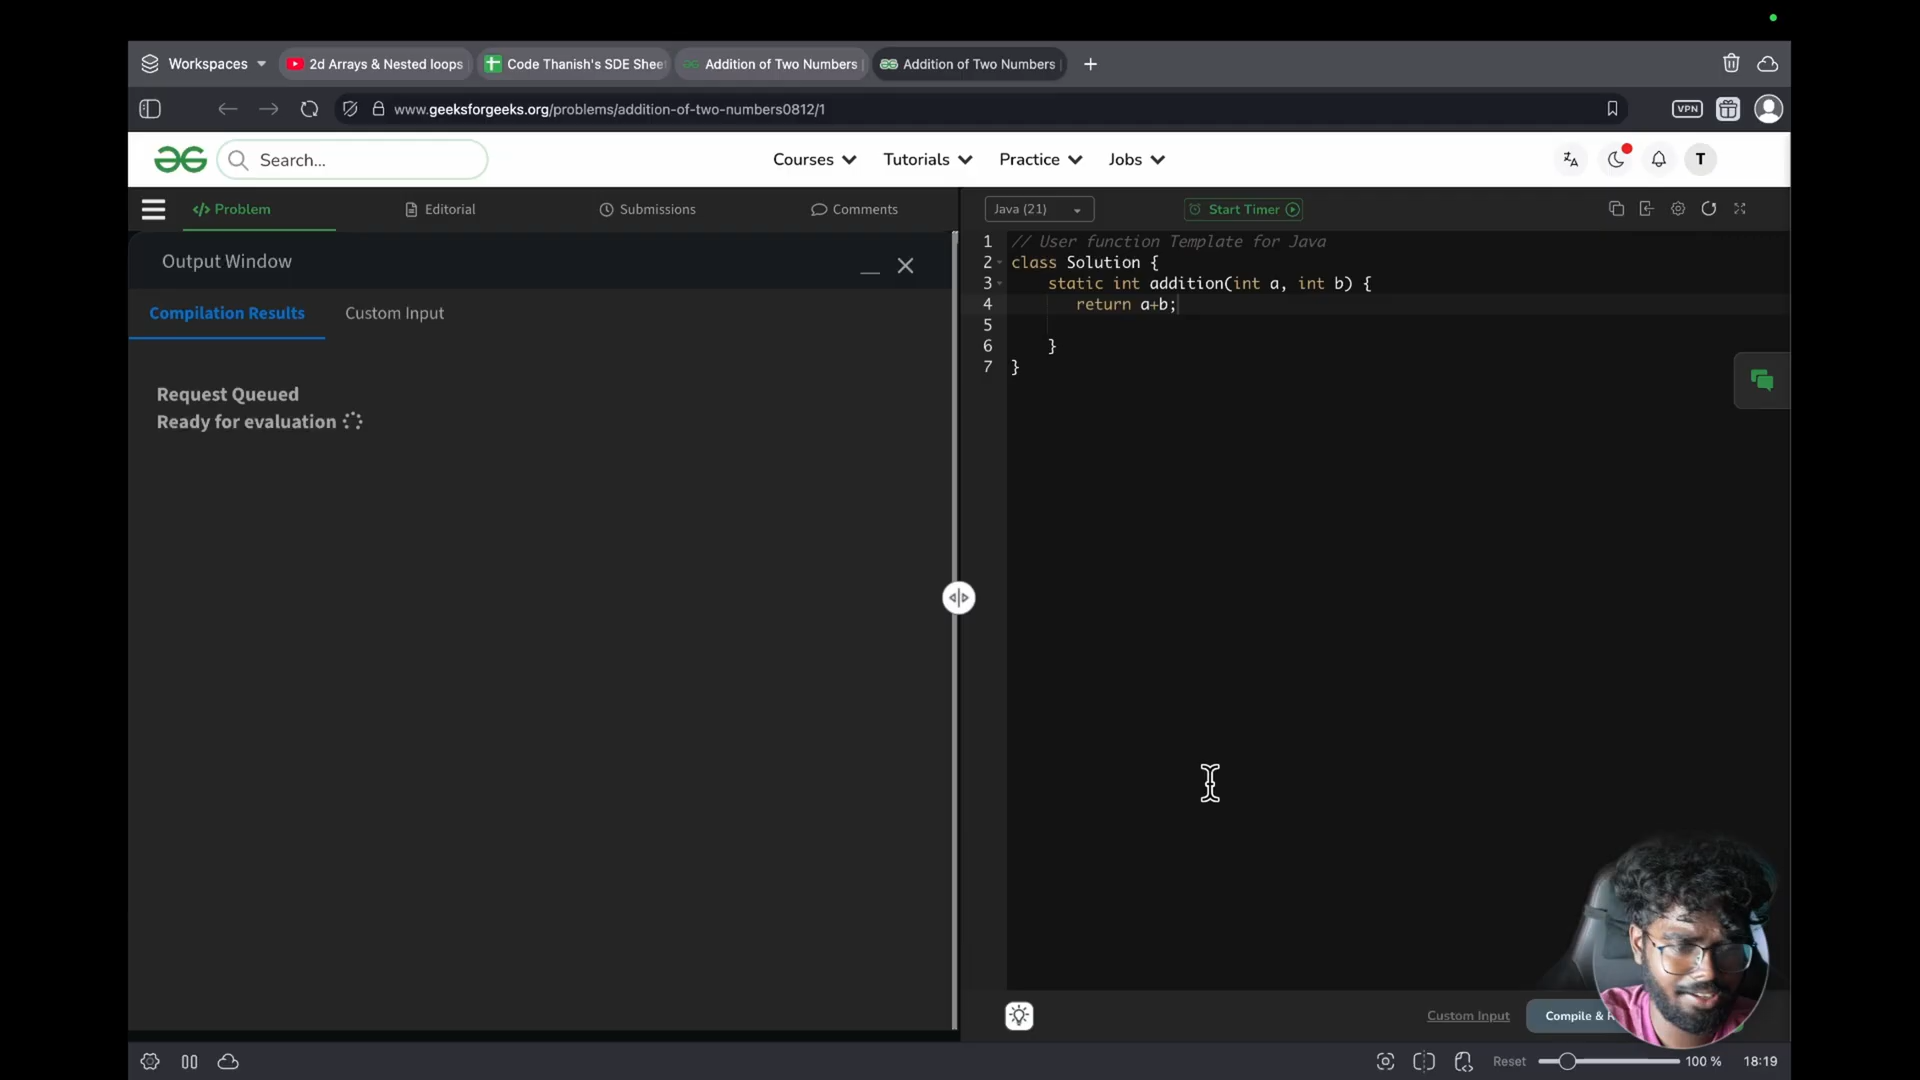 Workspaces
2d Arrays & Nested loops
Code Thanish's SDE Shee
Addition of Two Numbers |
Addition of Two Numbers |
www.geeksforgeeks.org/problems/addition-of-two-numbers0812/1
VPN
Search...
Courses
Tutorials
Practice
Jobs
T
</> Problem
Editorial
Submissions
Comments
Java (21)
Start Timer
Output Window
Compilation Results
Custom Input
Request Queued
Ready for evaluation
1 // User function Template for Java
2 class Solution {
3 static int addition(int a, int b) {
4 return a+b;
5
6 }
7 }
Custom Input
Compile &
Reset
100 %
18:19